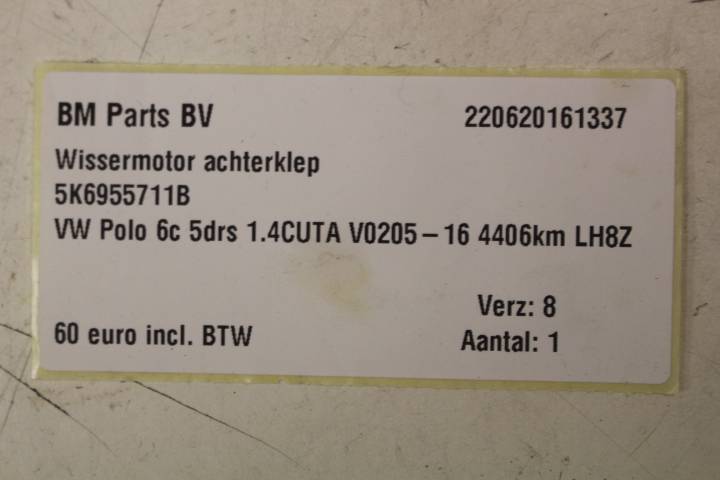 BM Parts BV 220620161337
Wissermotor achterklep
5K6955711B
VW Polo 6c 5drs 1.4CUTA V0205-16 4406km LH8Z
Verz: 8
60 euro incl. BTW Aantal: 1